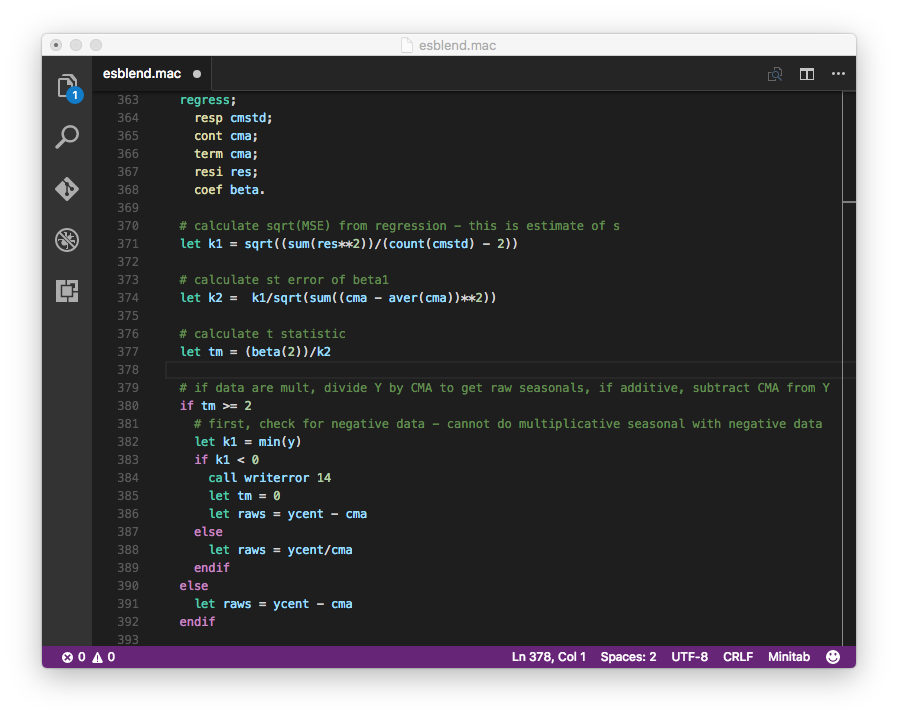 esblend.mac
esblend.mac
1
363 regress;
364 resp cmstd;
365 cont cma;
366 term cma;
367 resi res;
368 coef beta.
369
370 # calculate sqrt(MSE) from regression - this is estimate of s
371 let k1 = sqrt((sum(res**2))/(count(cmstd) - 2))
372
373 # calculate st error of beta1
374 let k2 =  k1/sqrt(sum((cma - aver(cma))**2))
375
376 # calculate t statistic
377 let tm = (beta(2))/k2
378
379 # if data are mult, divide Y by CMA to get raw seasonals, if additive, subtract CMA from Y
380 if tm >= 2
381 # first, check for negative data - cannot do multiplicative seasonal with negative data
382 let k1 = min(y)
383 if k1 < 0
384 call writerror 14
385 let tm = 0
386 let raws = ycent - cma
387 else
388 let raws = ycent/cma
389 endif
390 else
391 let raws = ycent - cma
392 endif
393
0 0 Ln 378, Col 1 Spaces: 2 UTF-8 CRLF Minitab